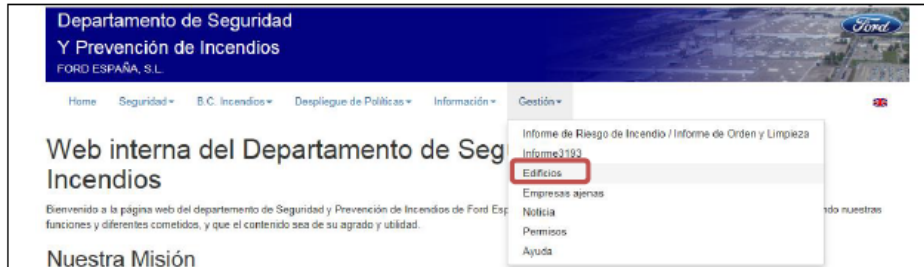 Departamento de Seguridad
Y Prevención de Incendios
FORD ESPAÑA, S.L.
Ford
Home Seguridad B.C. Incendios Despliegue de Políticas Información Gestión
Informe de Riesgo de Incendio / Informe de Orden y Limpieza
Informe3193
Edificios
Empresas ajenas
Noticia
Permisos
Ayuda
Web interna del Departamento de Seg
Incendios
Bienvenido a la página web del departemento de Seguridad y Prevención de Incendios de Ford Esp ndo nuestras
funciones y diferentes cometidos, y que el contenido sea de su agrado y utilidad.
Nuestra Misión